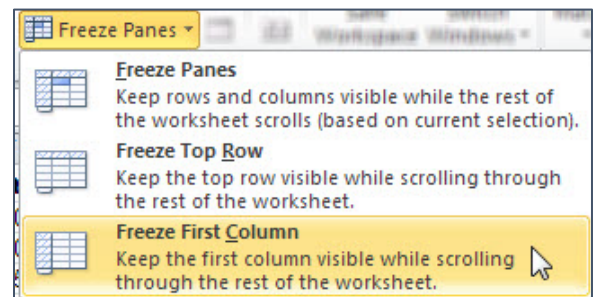 Freeze Panes
Workspace Windows
Freeze Panes
Keep rows and columns visible while the rest of
the worksheet scrolls (based on current selection).
Freeze Top Row
Keep the top row visible while scrolling through
the rest of the worksheet.
Freeze First Column
Keep the first column visible while scrolling
through the rest of the worksheet.